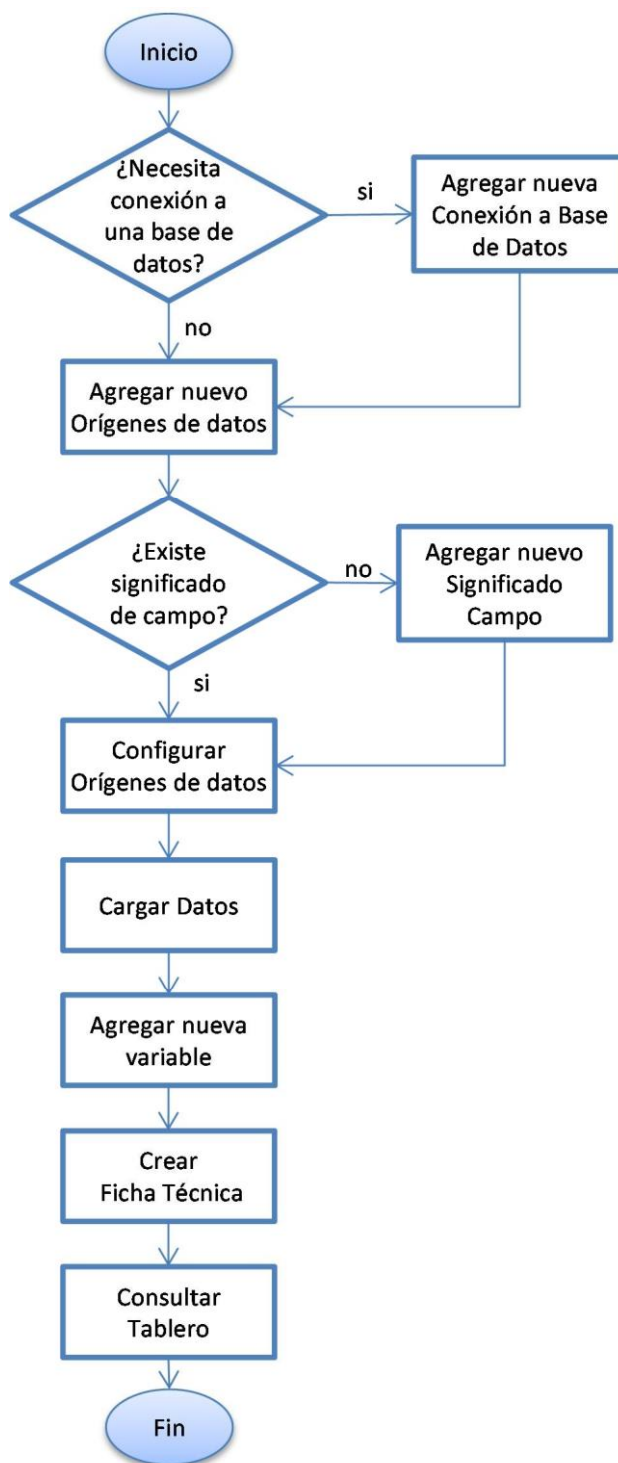 Inicio
¿Necesita
conexión a
una base de
datos?
si
Agregar nueva
Conexión a Base
de Datos
no
Agregar nuevo
Orígenes de datos
¿Existe
significado
de campo?
no
Agregar nuevo
Significado
Campo
si
Configurar
Orígenes de datos
Cargar Datos
Agregar nueva
variable
Crear
Ficha Técnica
Consultar
Tablero
Fin